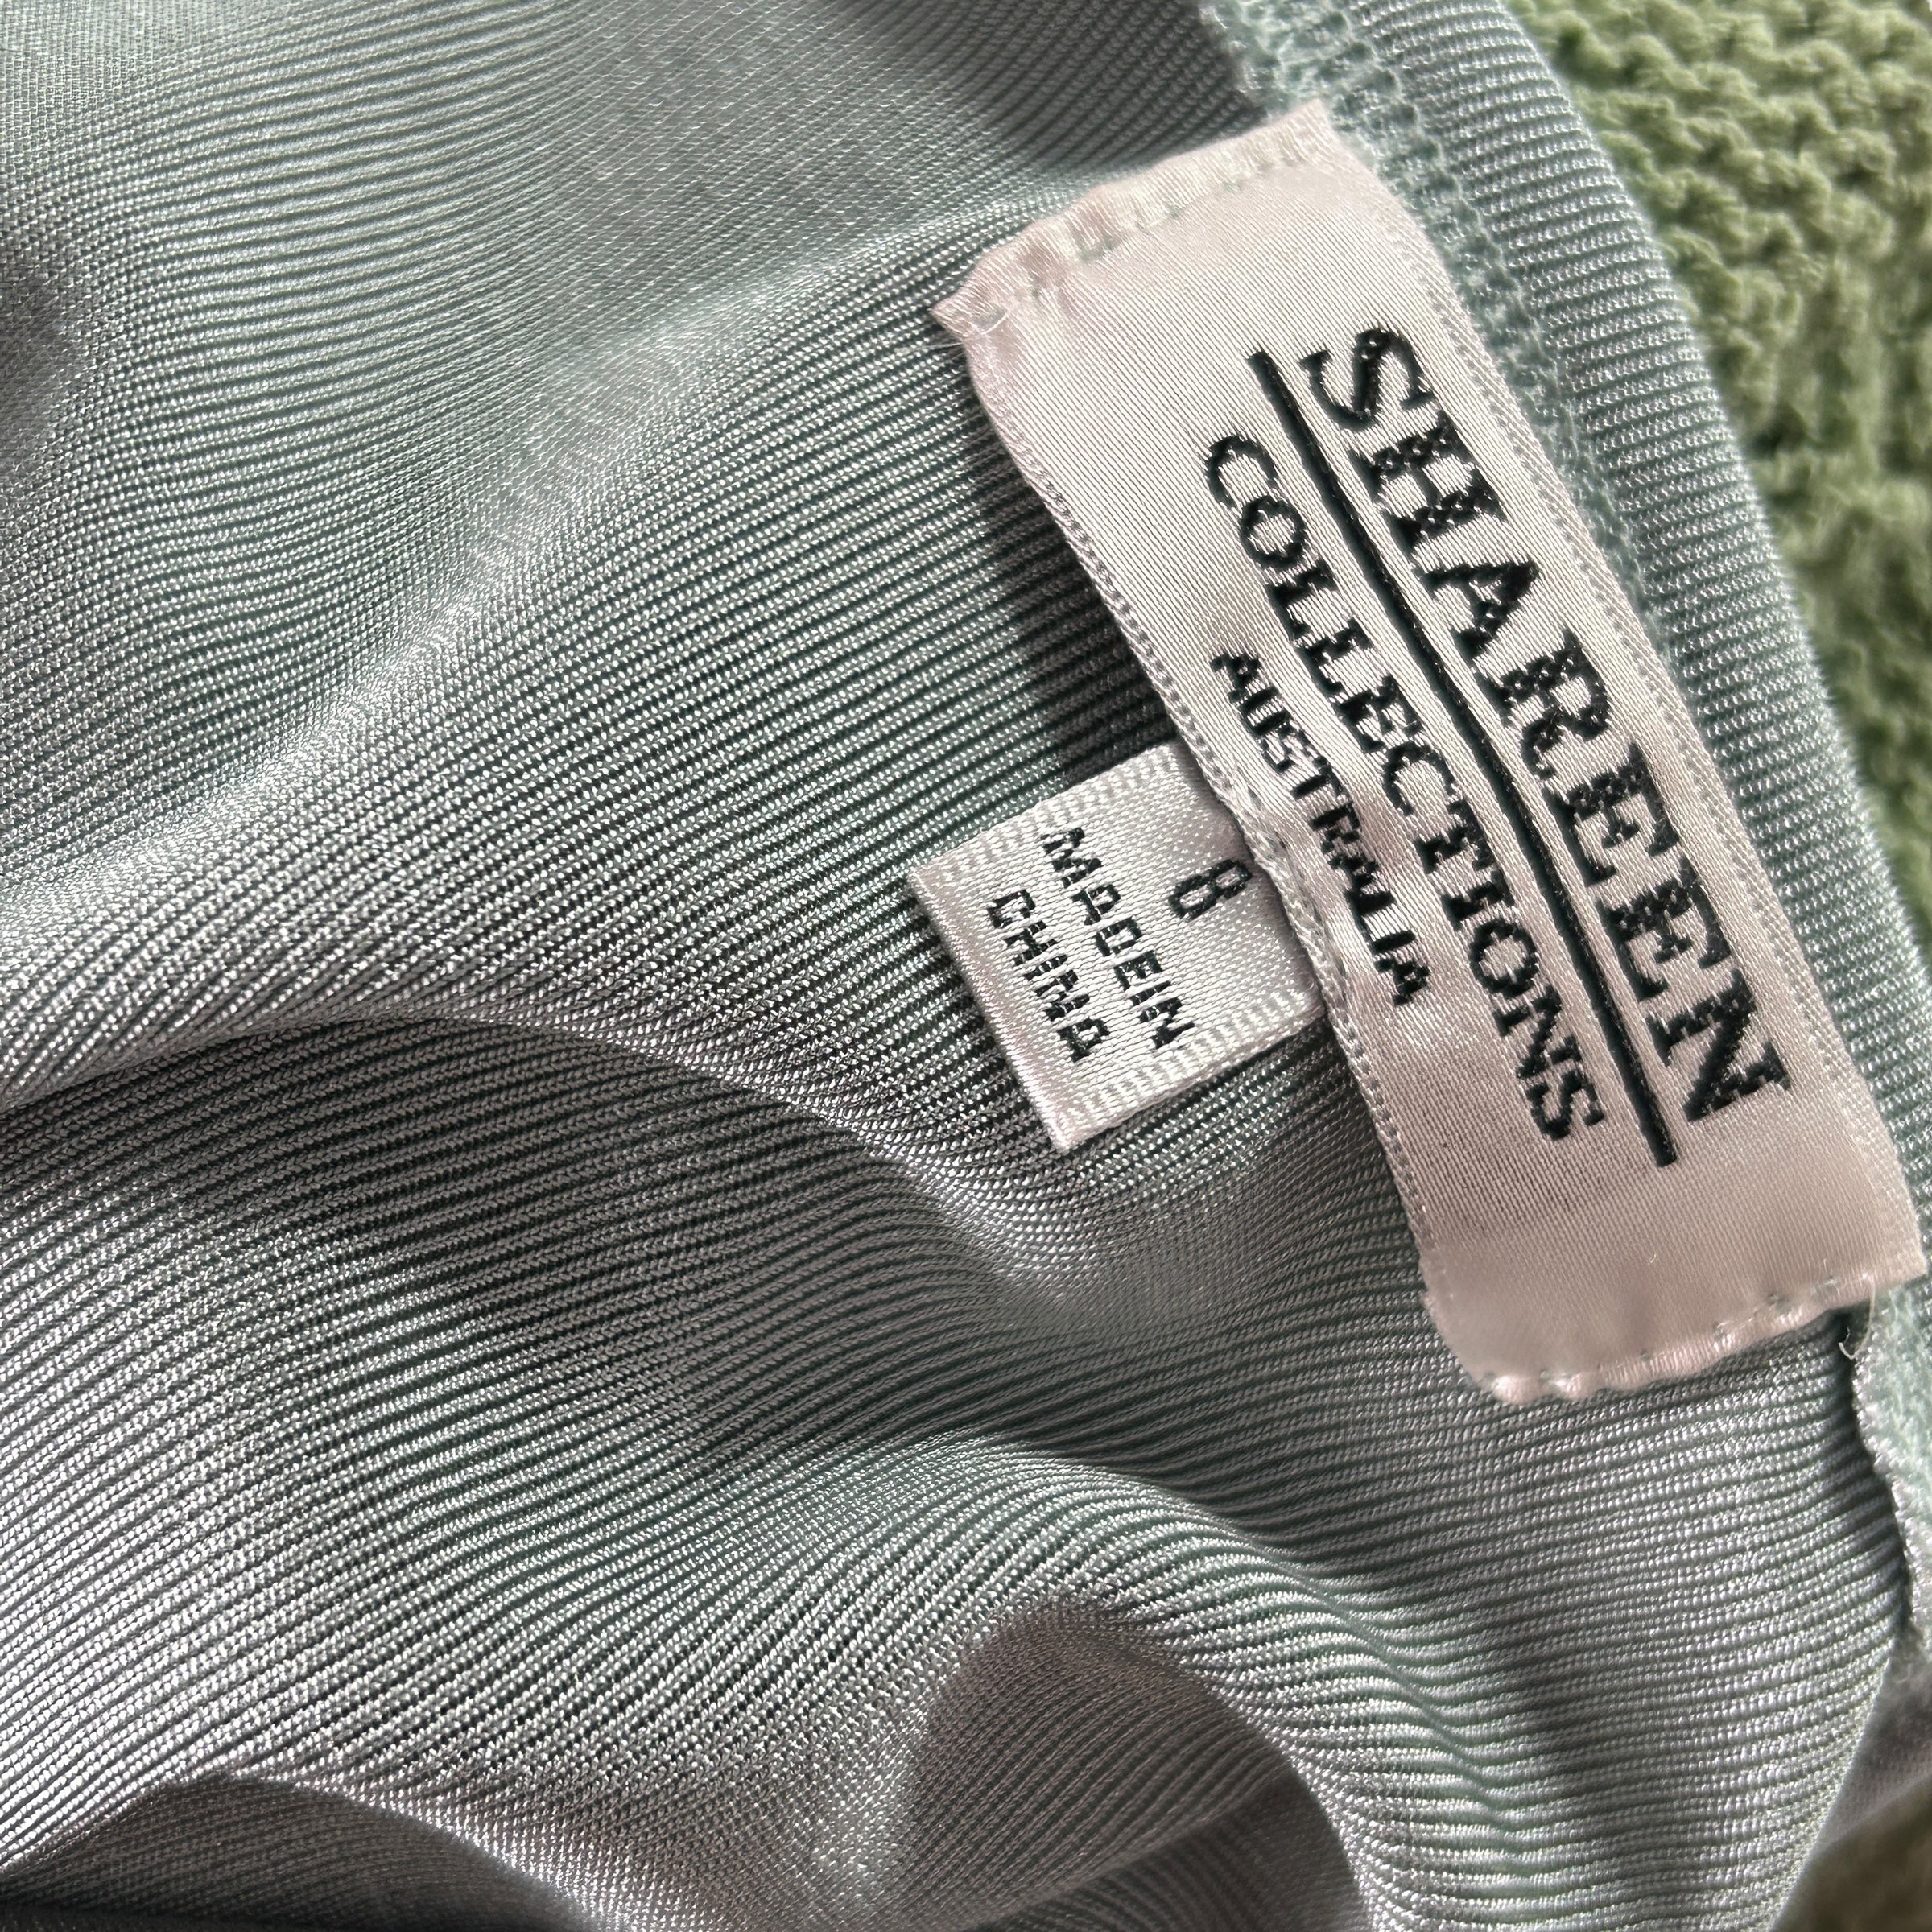 SHAREEN
COLLECTIONS
AUSTRALIA
8
MADE IN
CHINA